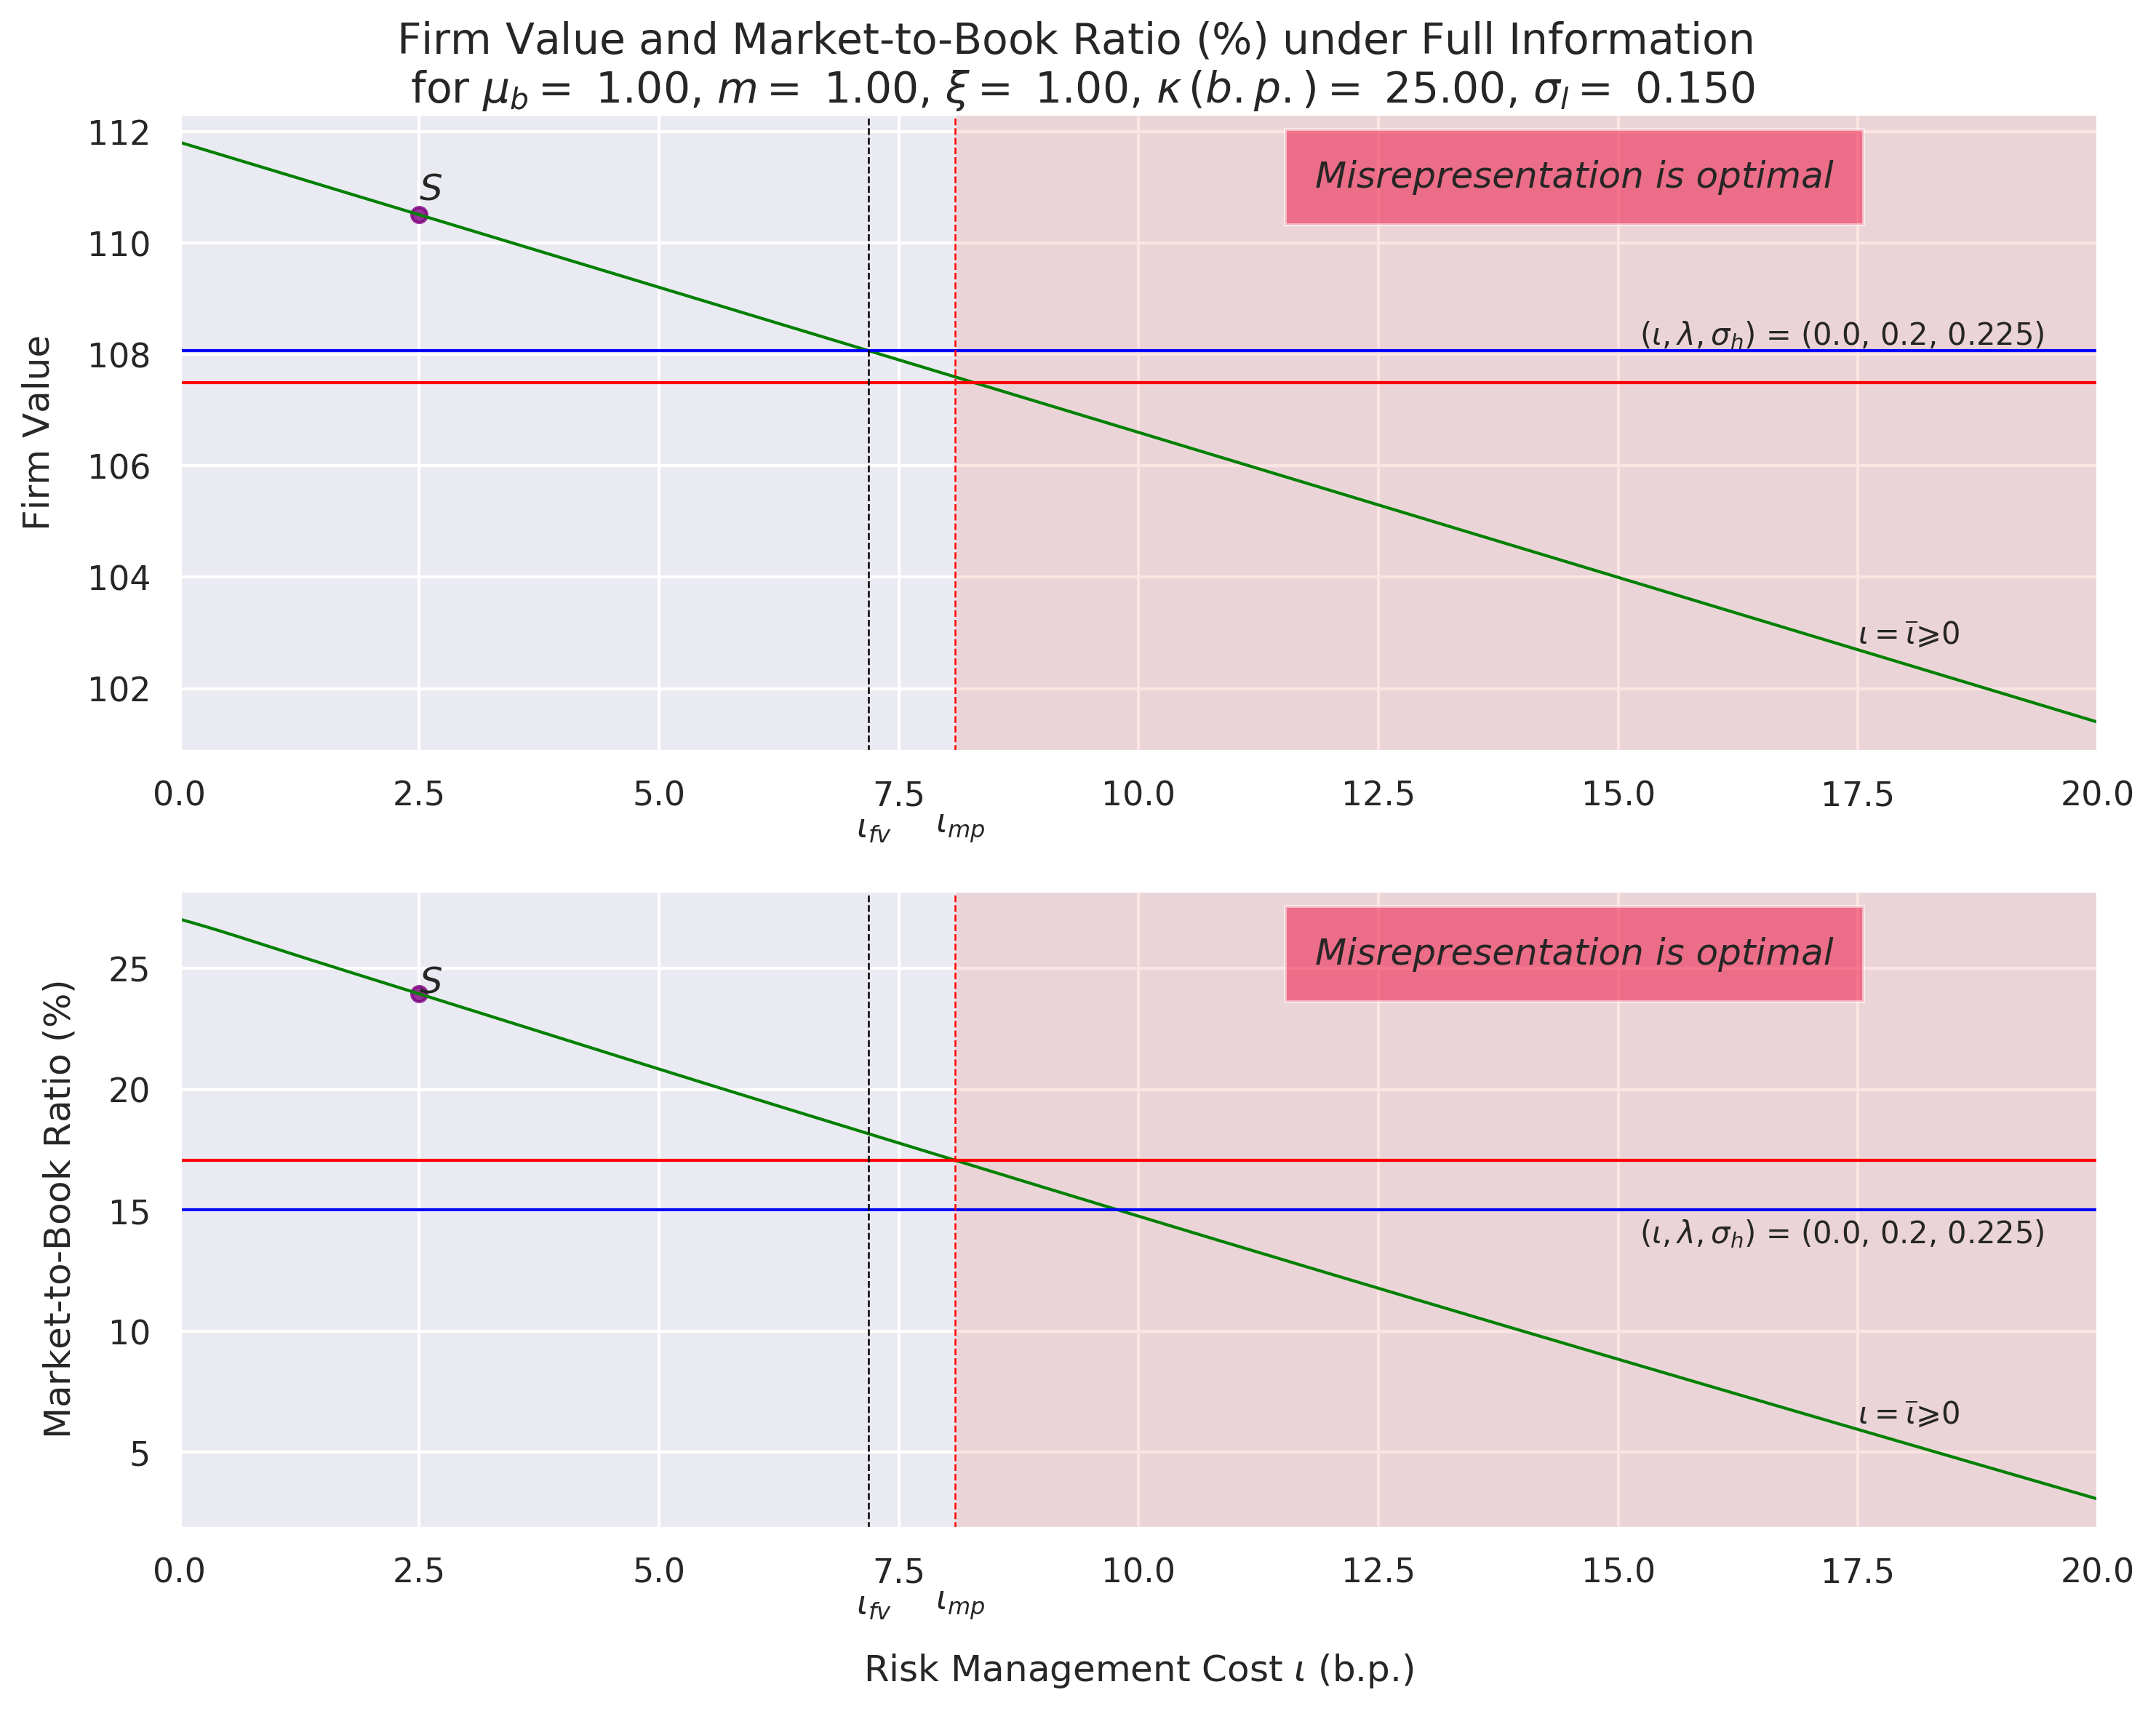 Firm Value and Market-to-Book Ratio (%) under Full Information
for μ_b = 1.00, m = 1.00, ξ = 1.00, κ (b.p.) = 25.00, σ_l = 0.150
Firm Value
112
110
108
106
104
102
S
Misrepresentation is optimal
(ι, λ, σ_h) = (0.0, 0.2, 0.225)
ι = ῑ⩾0
0.0 2.5 5.0 7.5 10.0 12.5 15.0 17.5 20.0
ι_fv ι_mp
Market-to-Book Ratio (%)
25
20
15
10
5
S
Misrepresentation is optimal
(ι, λ, σ_h) = (0.0, 0.2, 0.225)
ι = ῑ⩾0
0.0 2.5 5.0 7.5 10.0 12.5 15.0 17.5 20.0
ι_fv ι_mp
Risk Management Cost ι (b.p.)